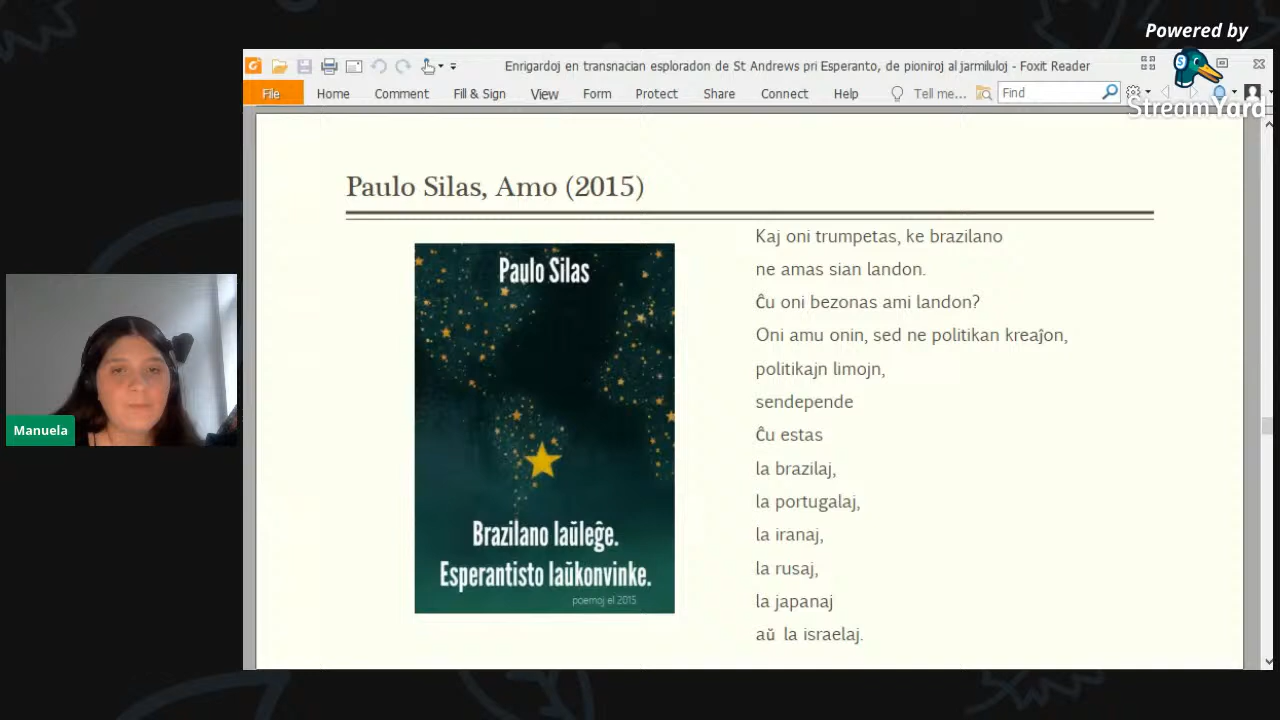 Powered by
StreamYard
Enrigardoj en transnacian esploradon de St Andrews pri Esperanto, de pioniroj al jarmiluloj - Foxit Reader
File Home Comment Fill & Sign View Form Protect Share Connect Help Tell me... Find
Paulo Silas, Amo (2015)
Paulo Silas
Brazilano laŭleĝe.
Esperantisto laŭkonvinke.
poemoj el 2015
Kaj oni trumpetas, ke brazilano
ne amas sian landon.
Ĉu oni bezonas ami landon?
Oni amu onin, sed ne politikan kreaĵon,
politikajn limojn,
sendepende
Ĉu estas
la brazilaj,
la portugalaj,
la iranaj,
la rusaj,
la japanaj
aŭ la israelaj.
Manuela